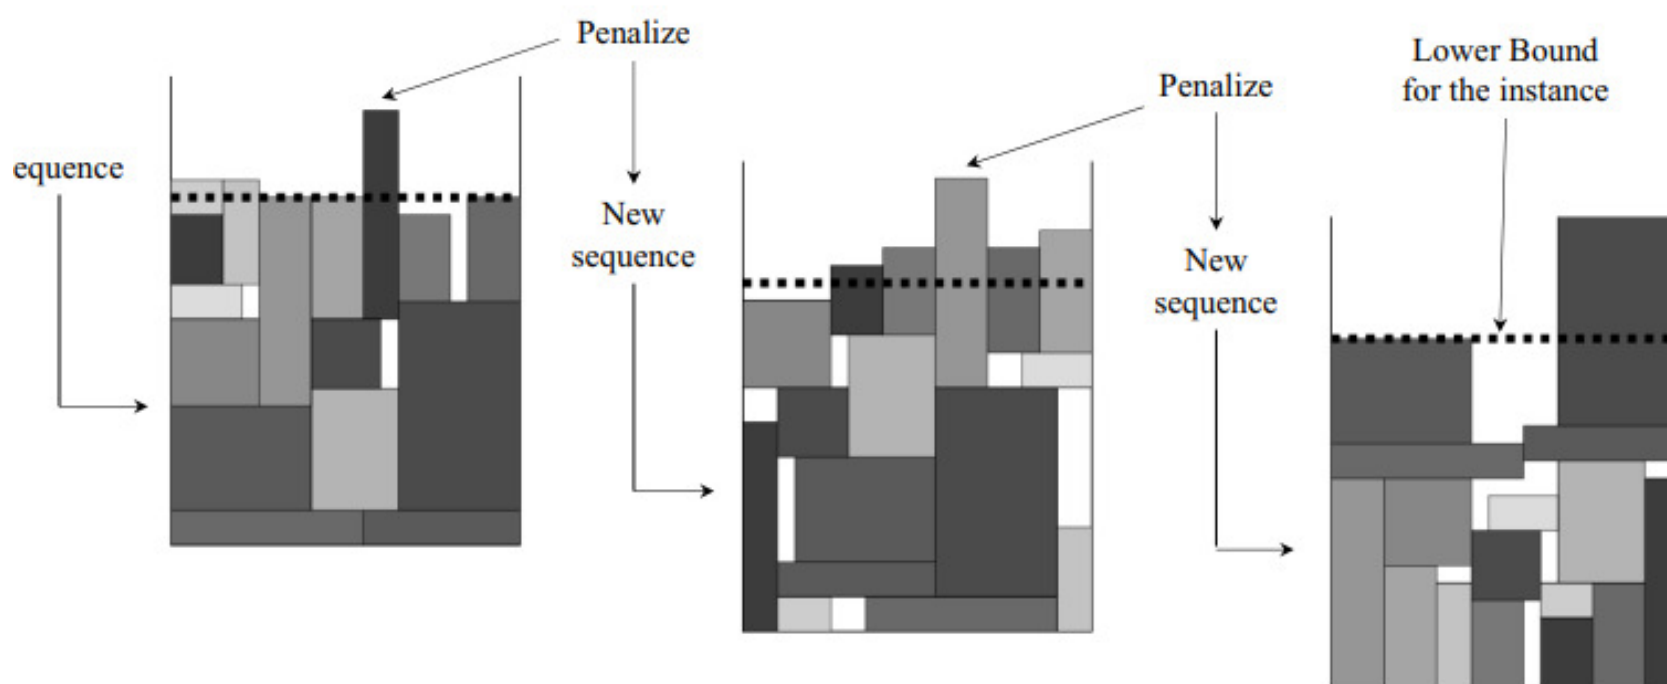 equence
Penalize
New
sequence
Penalize
New
sequence
Lower Bound
for the instance